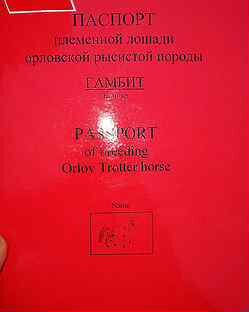 ПАСПОРТ
племенной лошади
орловской рысистой породы
ГАМБИТ
PASSPORT
of breeding
Orlov Trotter horse
Name